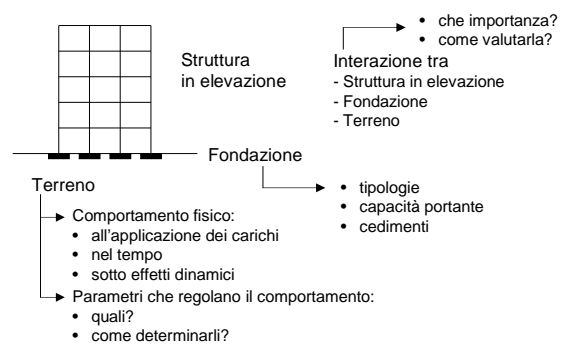 • che importanza?
• come valutarla?
Struttura
in elevazione
Interazione tra
- Struttura in elevazione
- Fondazione
- Terreno
Fondazione
• tipologie
• capacità portante
• cedimenti
Terreno
Comportamento fisico:
• all'applicazione dei carichi
• nel tempo
• sotto effetti dinamici
Parametri che regolano il comportamento:
• quali?
• come determinarli?